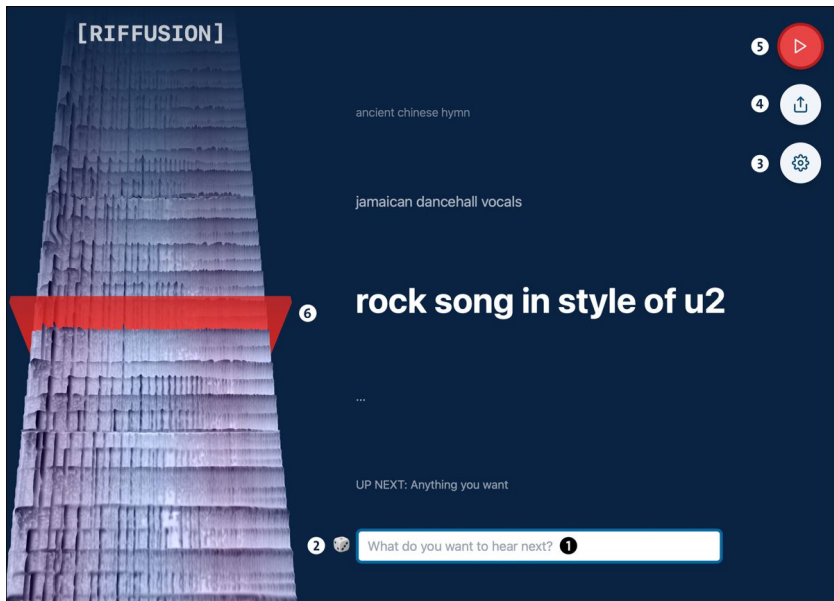 [RIFFUSION]
5
ancient chinese hymn
4
3
jamaican dancehall vocals
6
rock song in style of u2
...
UP NEXT: Anything you want
2
What do you want to hear next? 1